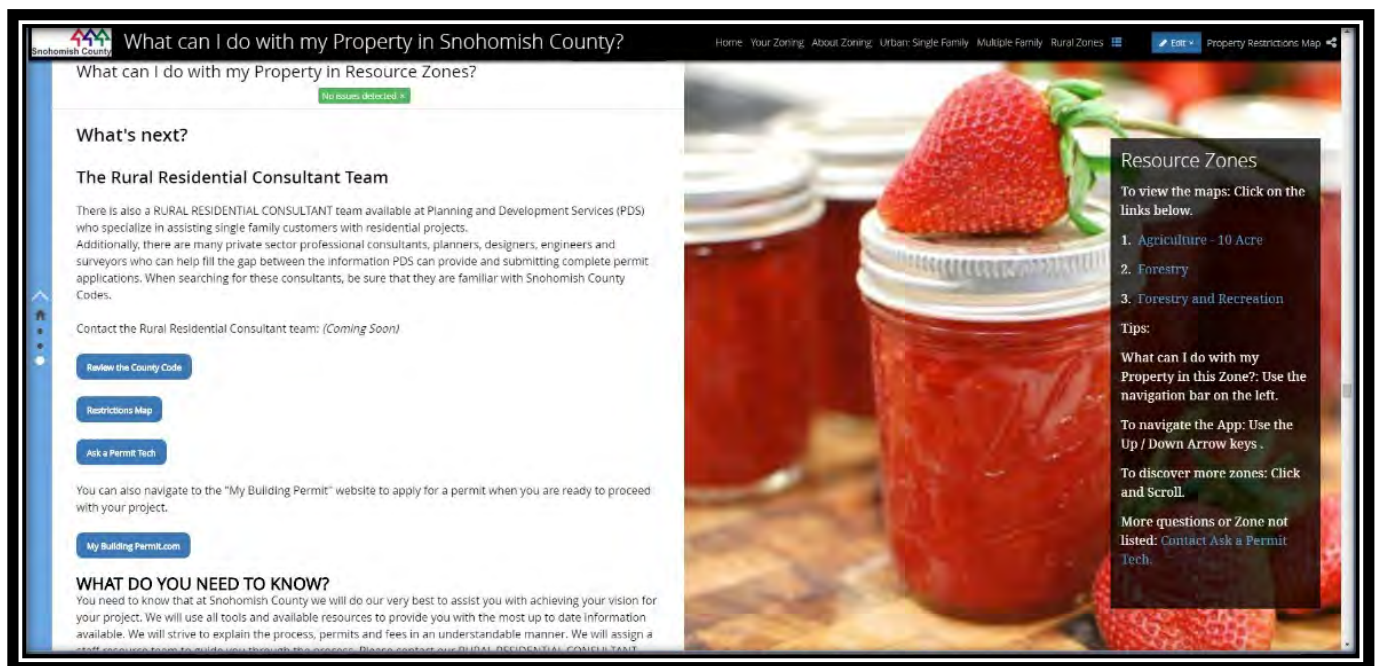 Snohomish County
What can I do with my Property in Snohomish County?
Home Your Zoning About Zoning Urban: Single Family Multiple Family Rural Zones
Edit
Property Restrictions Map
What can I do with my Property in Resource Zones?
No issues detected ×
What's next?
The Rural Residential Consultant Team
There is also a RURAL RESIDENTIAL CONSULTANT team available at Planning and Development Services (PDS)
who specialize in assisting single family customers with residential projects.
Additionally, there are many private sector professional consultants, planners, designers, engineers and
surveyors who can help fill the gap between the information PDS can provide and submitting complete permit
applications. When searching for these consultants, be sure that they are familiar with Snohomish County
Codes.
Contact the Rural Residential Consultant team: (Coming Soon)
Review the County Code
Restrictions Map
Ask a Permit Tech
You can also navigate to the "My Building Permit" website to apply for a permit when you are ready to proceed
with your project.
My Building Permit.com
WHAT DO YOU NEED TO KNOW?
You need to know that at Snohomish County we will do our very best to assist you with achieving your vision for
your project. We will use all tools and available resources to provide you with the most up to date information
available. We will strive to explain the process, permits and fees in an understandable manner. We will assign a
staff resource team to guide you through the process. Please contact our RURAL RESIDENTIAL CONSULTANT
Resource Zones
To view the maps: Click on the
links below.
1. Agriculture - 10 Acre
2. Forestry
3. Forestry and Recreation
Tips:
What can I do with my
Property in this Zone?: Use the
navigation bar on the left.
To navigate the App: Use the
Up / Down Arrow keys .
To discover more zones: Click
and Scroll.
More questions or Zone not
listed: Contact Ask a Permit
Tech.